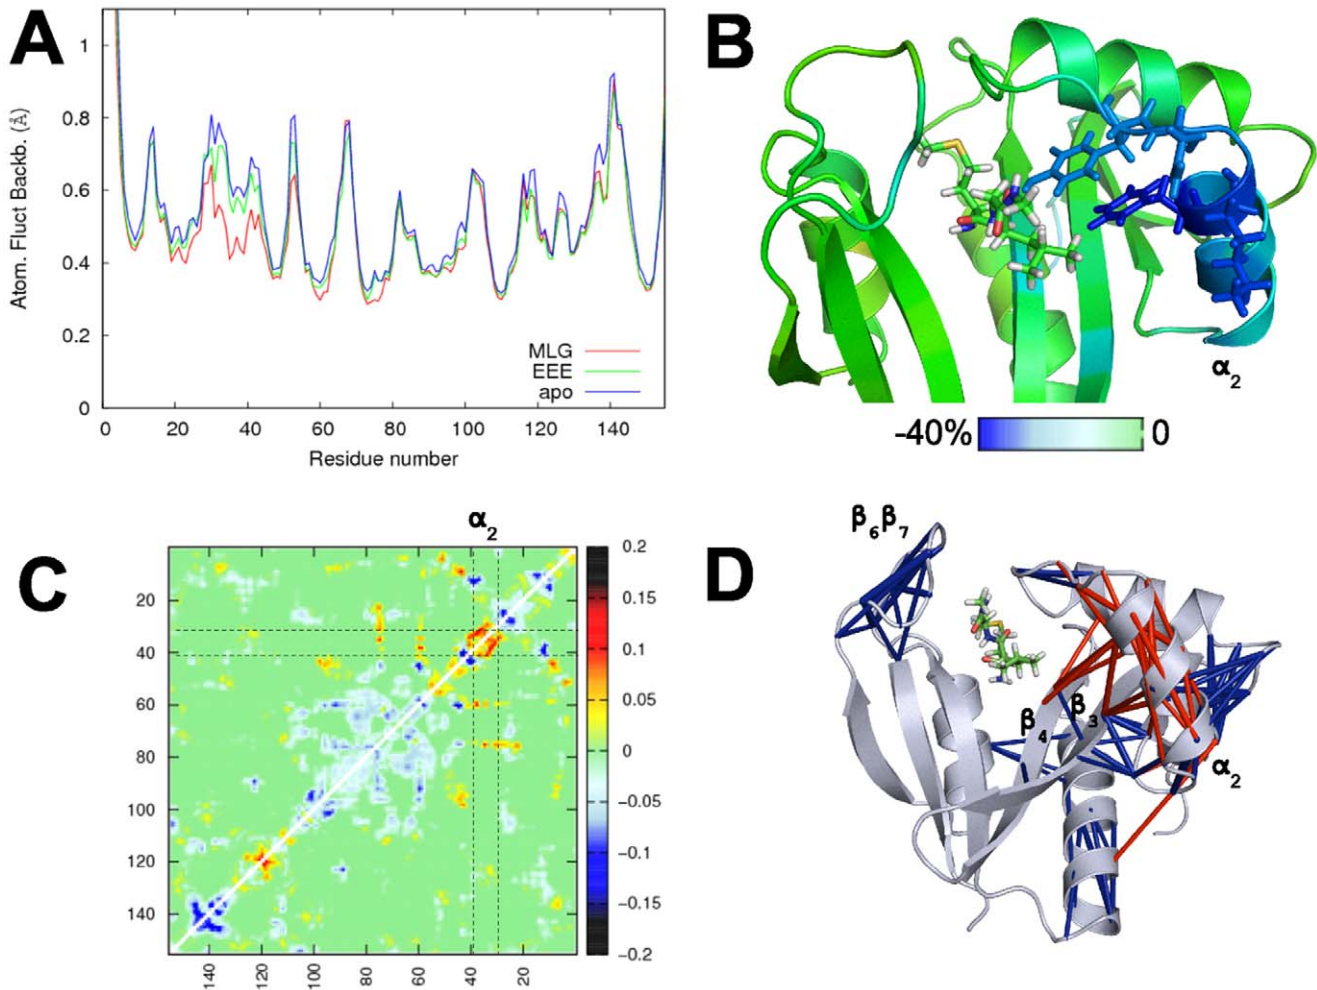 A
Atom. Fluct Backb. (Å)
1
0.8
0.6
0.4
0.2
0
MLG
EEE
apo
0 20 40 60 80 100 120 140
Residue number
B
α2
-40% 0
C
α2
20
40
60
80
100
120
140
140 120 100 80 60 40 20
0.2
0.15
0.1
0.05
0
−0.05
−0.1
−0.15
−0.2
D
β6β7
β4
β3
α2